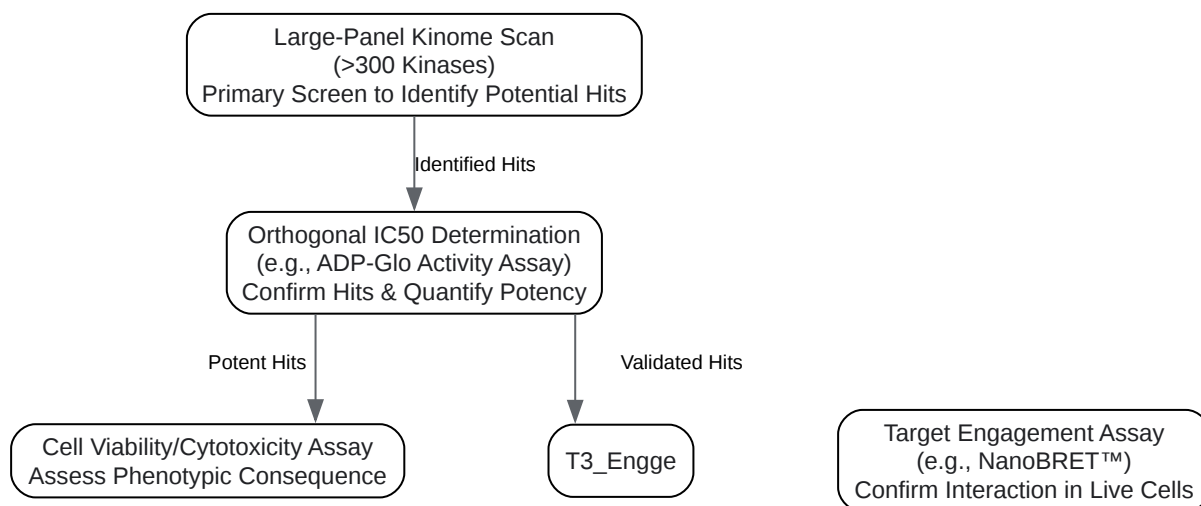 Large-Panel Kinome Scan
(>300 Kinases)
Primary Screen to Identify Potential Hits
Identified Hits
Orthogonal IC50 Determination
(e.g., ADP-Glo Activity Assay)
Confirm Hits & Quantify Potency
Potent Hits
Validated Hits
Cell Viability/Cytotoxicity Assay
Assess Phenotypic Consequence
T3_Engge
Target Engagement Assay
(e.g., NanoBRET™)
Confirm Interaction in Live Cells